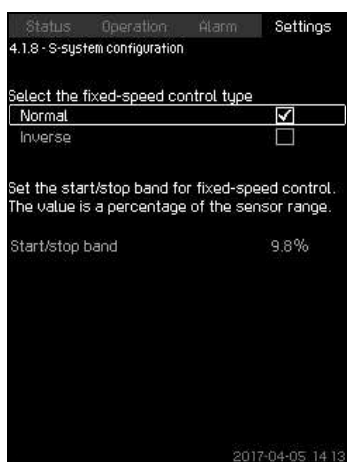 Status Operation Alarm Settings
4.1.8 - S-system configuration
Select the fixed-speed control type
Normal
Inverse
Set the start/stop band for fixed-speed control.
The value is a percentage of the sensor range.
Start/stop band 9.8%
2017-04-05 14:13